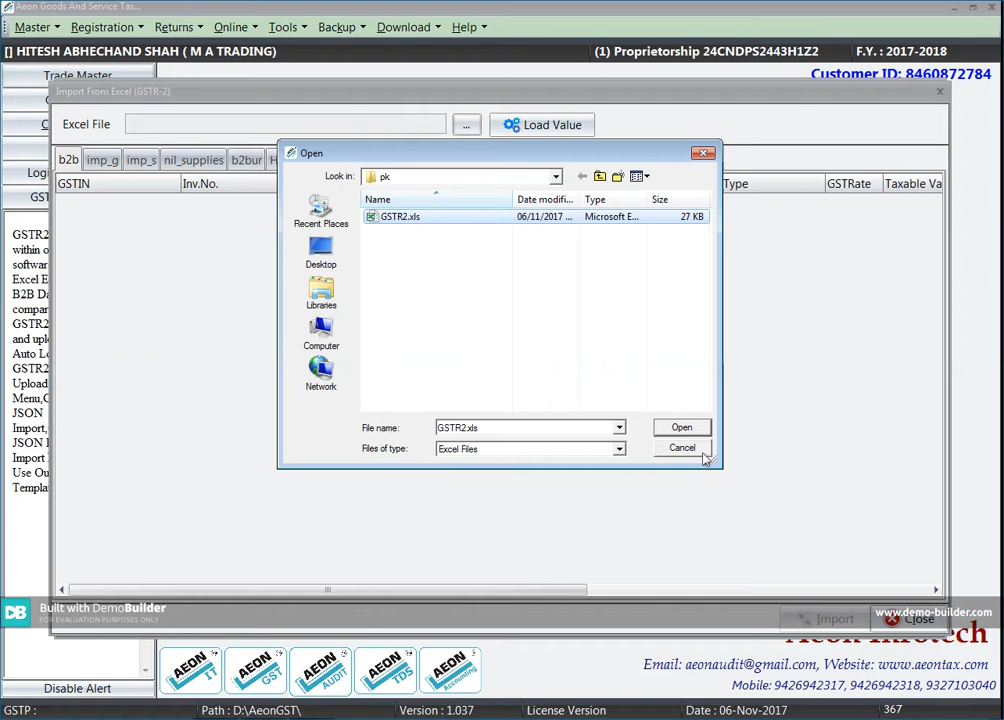 Aeon Goods And Service Tax...
Master Registration Returns Online Tools Backup Download Help
[] HITESH ABHECHAND SHAH ( M A TRADING) (1) Proprietorship 24CNDPS2443H1Z2 F.Y. : 2017-2018
Trade Master
Customer ID: 8460872784
Import From Excel (GSTR-2)
Excel File ... Load Value
b2b imp_g imp_s nil_supplies b2bur H
GSTIN Inv.No. Type GSTRate Taxable Va
Open
Look in: pk
Name Date modifi... Type Size
GSTR2.xls 06/11/2017 ... Microsoft E... 27 KB
Recent Places
Desktop
Libraries
Computer
Network
File name: GSTR2.xls Open
Files of type: Excel Files Cancel
C
Logi
GST
GSTR2
within o
software
Excel E
B2B Da
compar
GSTR2
and uplo
Auto Lo
GSTR2
Upload
Menu,C
JSON
Import,
JSON I
Import
Use Our
Templa
DB Built with DemoBuilder
FOR EVALUATION PURPOSES ONLY
www.demo-builder.com
Import Close
Aeon Infotech
AEON IT AEON GST AEON AUDIT AEON TDS AEON Accounting
Email: aeonaudit@gmail.com, Website: www.aeontax.com
Mobile: 9426942317, 9426942318, 9327103040
Disable Alert
GSTP : Path : D:\AeonGST\ Version : 1.037 License Version Date : 06-Nov-2017 367